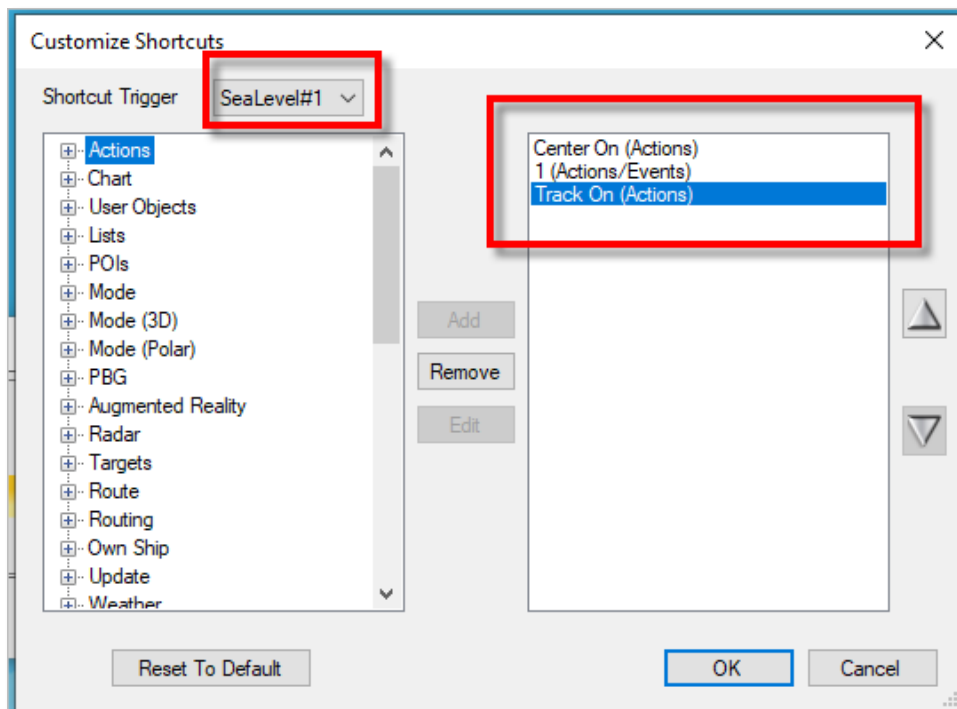 Customize Shortcuts
Shortcut Trigger
SeaLevel#1
Actions
Chart
User Objects
Lists
POIs
Mode
Mode (3D)
Mode (Polar)
PBG
Augmented Reality
Radar
Targets
Route
Routing
Own Ship
Update
Weather
Add
Remove
Edit
Center On (Actions)
1 (Actions/Events)
Track On (Actions)
Reset To Default
OK
Cancel